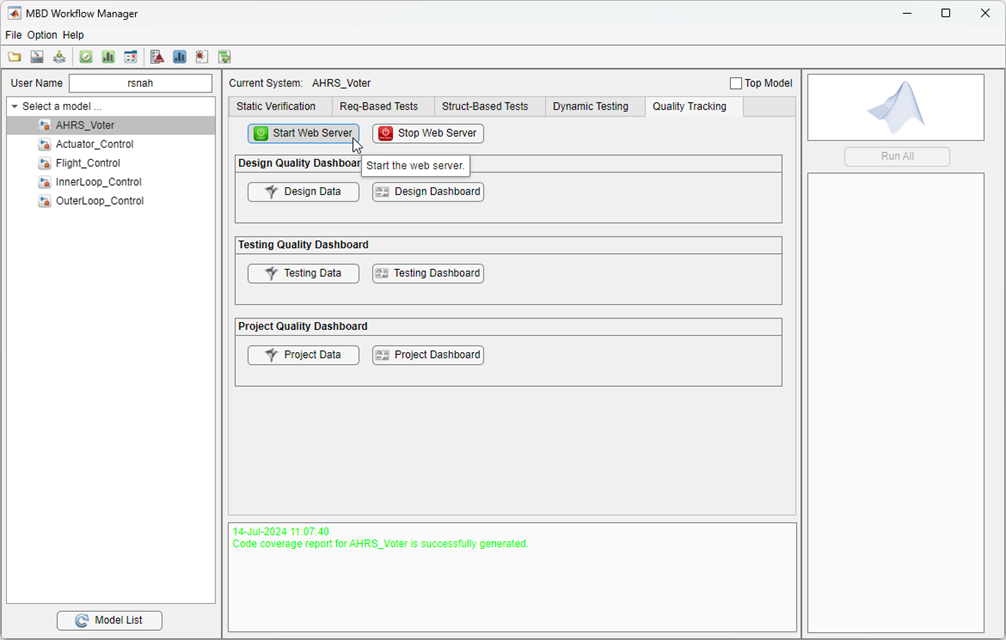 MBD Workflow Manager
File Option Help
User Name rsnah
Select a model ...
AHRS_Voter
Actuator_Control
Flight_Control
InnerLoop_Control
OuterLoop_Control
Model List
Current System: AHRS_Voter
Top Model
Static Verification Req-Based Tests Struct-Based Tests Dynamic Testing Quality Tracking
Start Web Server Stop Web Server
Start the web server.
Design Quality Dashboar
Design Data Design Dashboard
Testing Quality Dashboard
Testing Data Testing Dashboard
Project Quality Dashboard
Project Data Project Dashboard
14-Jul-2024 11:07:40
Code coverage report for AHRS_Voter is successfully generated.
Run All